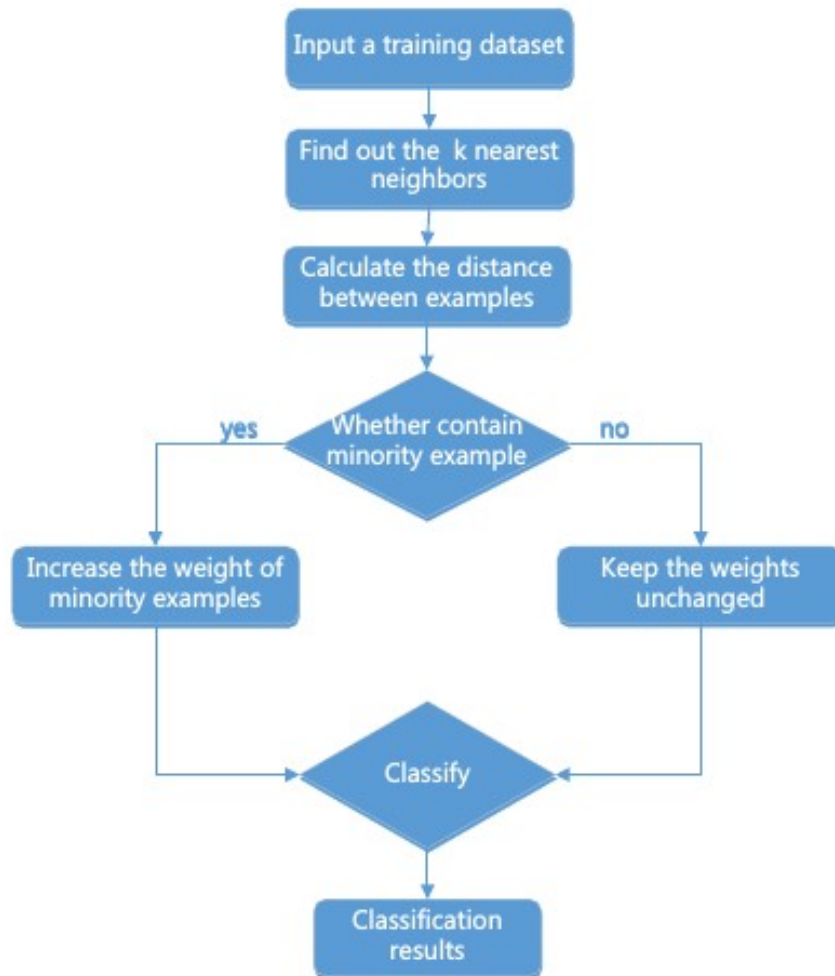 Input a training dataset
Find out the k nearest
neighbors
Calculate the distance
between examples
Whether contain
minority example
yes
no
Increase the weight of
minority examples
Keep the weights
unchanged
Classify
Classification
results